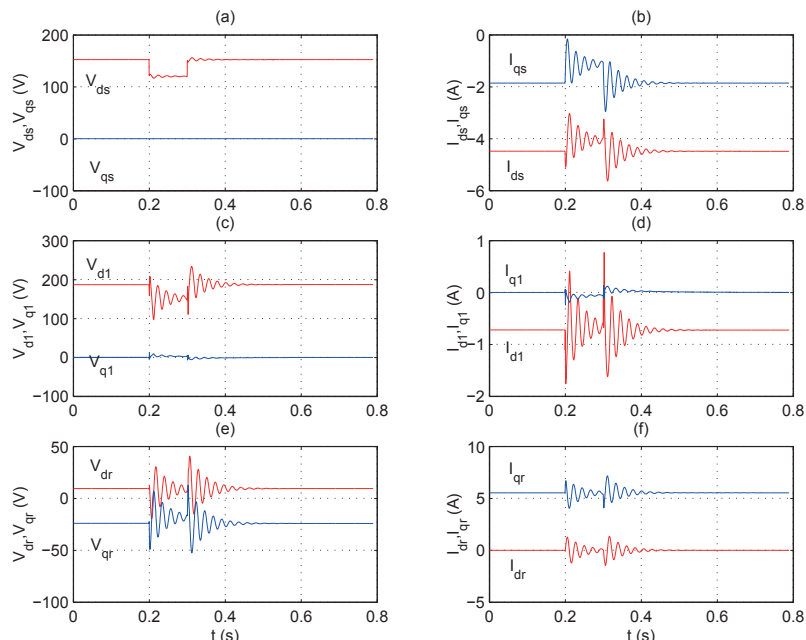 (a)
V_ds,V_qs (V)
200
100
0
−100
V_ds
V_qs
0 0.2 0.4 0.6 0.8
(b)
I_ds,I_qs (A)
0
−2
−4
−6
I_qs
I_ds
0 0.2 0.4 0.6 0.8
(c)
V_d1,V_q1 (V)
300
200
100
0
−100
V_d1
V_q1
0 0.2 0.4 0.6 0.8
(d)
I_d1,I_q1 (A)
1
0
−1
−2
I_q1
I_d1
0 0.2 0.4 0.6 0.8
(e)
V_dr,V_qr (V)
50
0
−50
−100
V_dr
V_qr
0 0.2 0.4 0.6 0.8
t (s)
(f)
I_dr,I_qr (A)
10
5
0
−5
I_qr
I_dr
0 0.2 0.4 0.6 0.8
t (s)